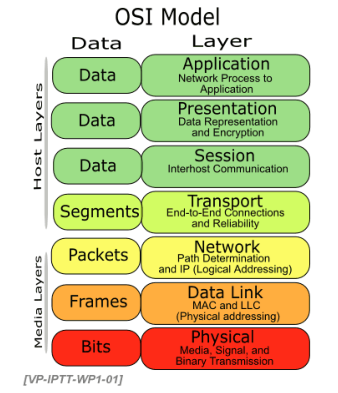 OSI Model
Data Layer
Host Layers
Data
Application
Network Process to
Application
Data
Presentation
Data Representation
and Encryption
Data
Session
Interhost Communication
Segments
Transport
End-to-End Connections
and Reliability
Media Layers
Packets
Network
Path Determination
and IP (Logical Addressing)
Frames
Data Link
MAC and LLC
(Physical addressing)
Bits
Physical
Media, Signal, and
Binary Transmission
[VP-IPTT-WP1-01]